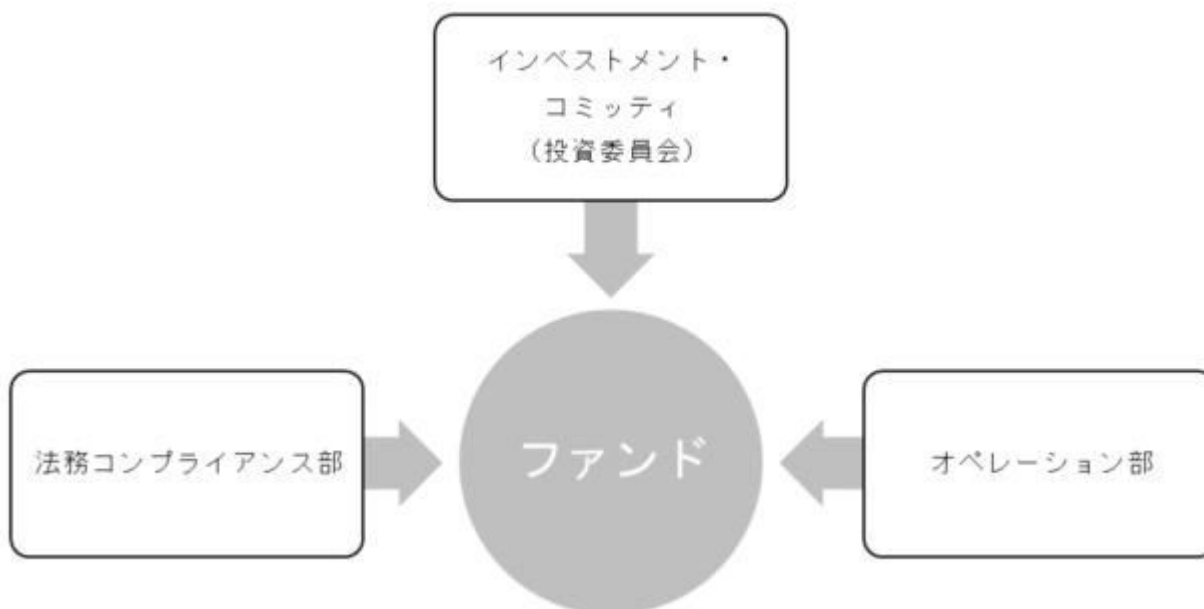 インベストメント・
コミッティ
(投資委員会)
法務コンプライアンス部
ファンド
オペレーション部